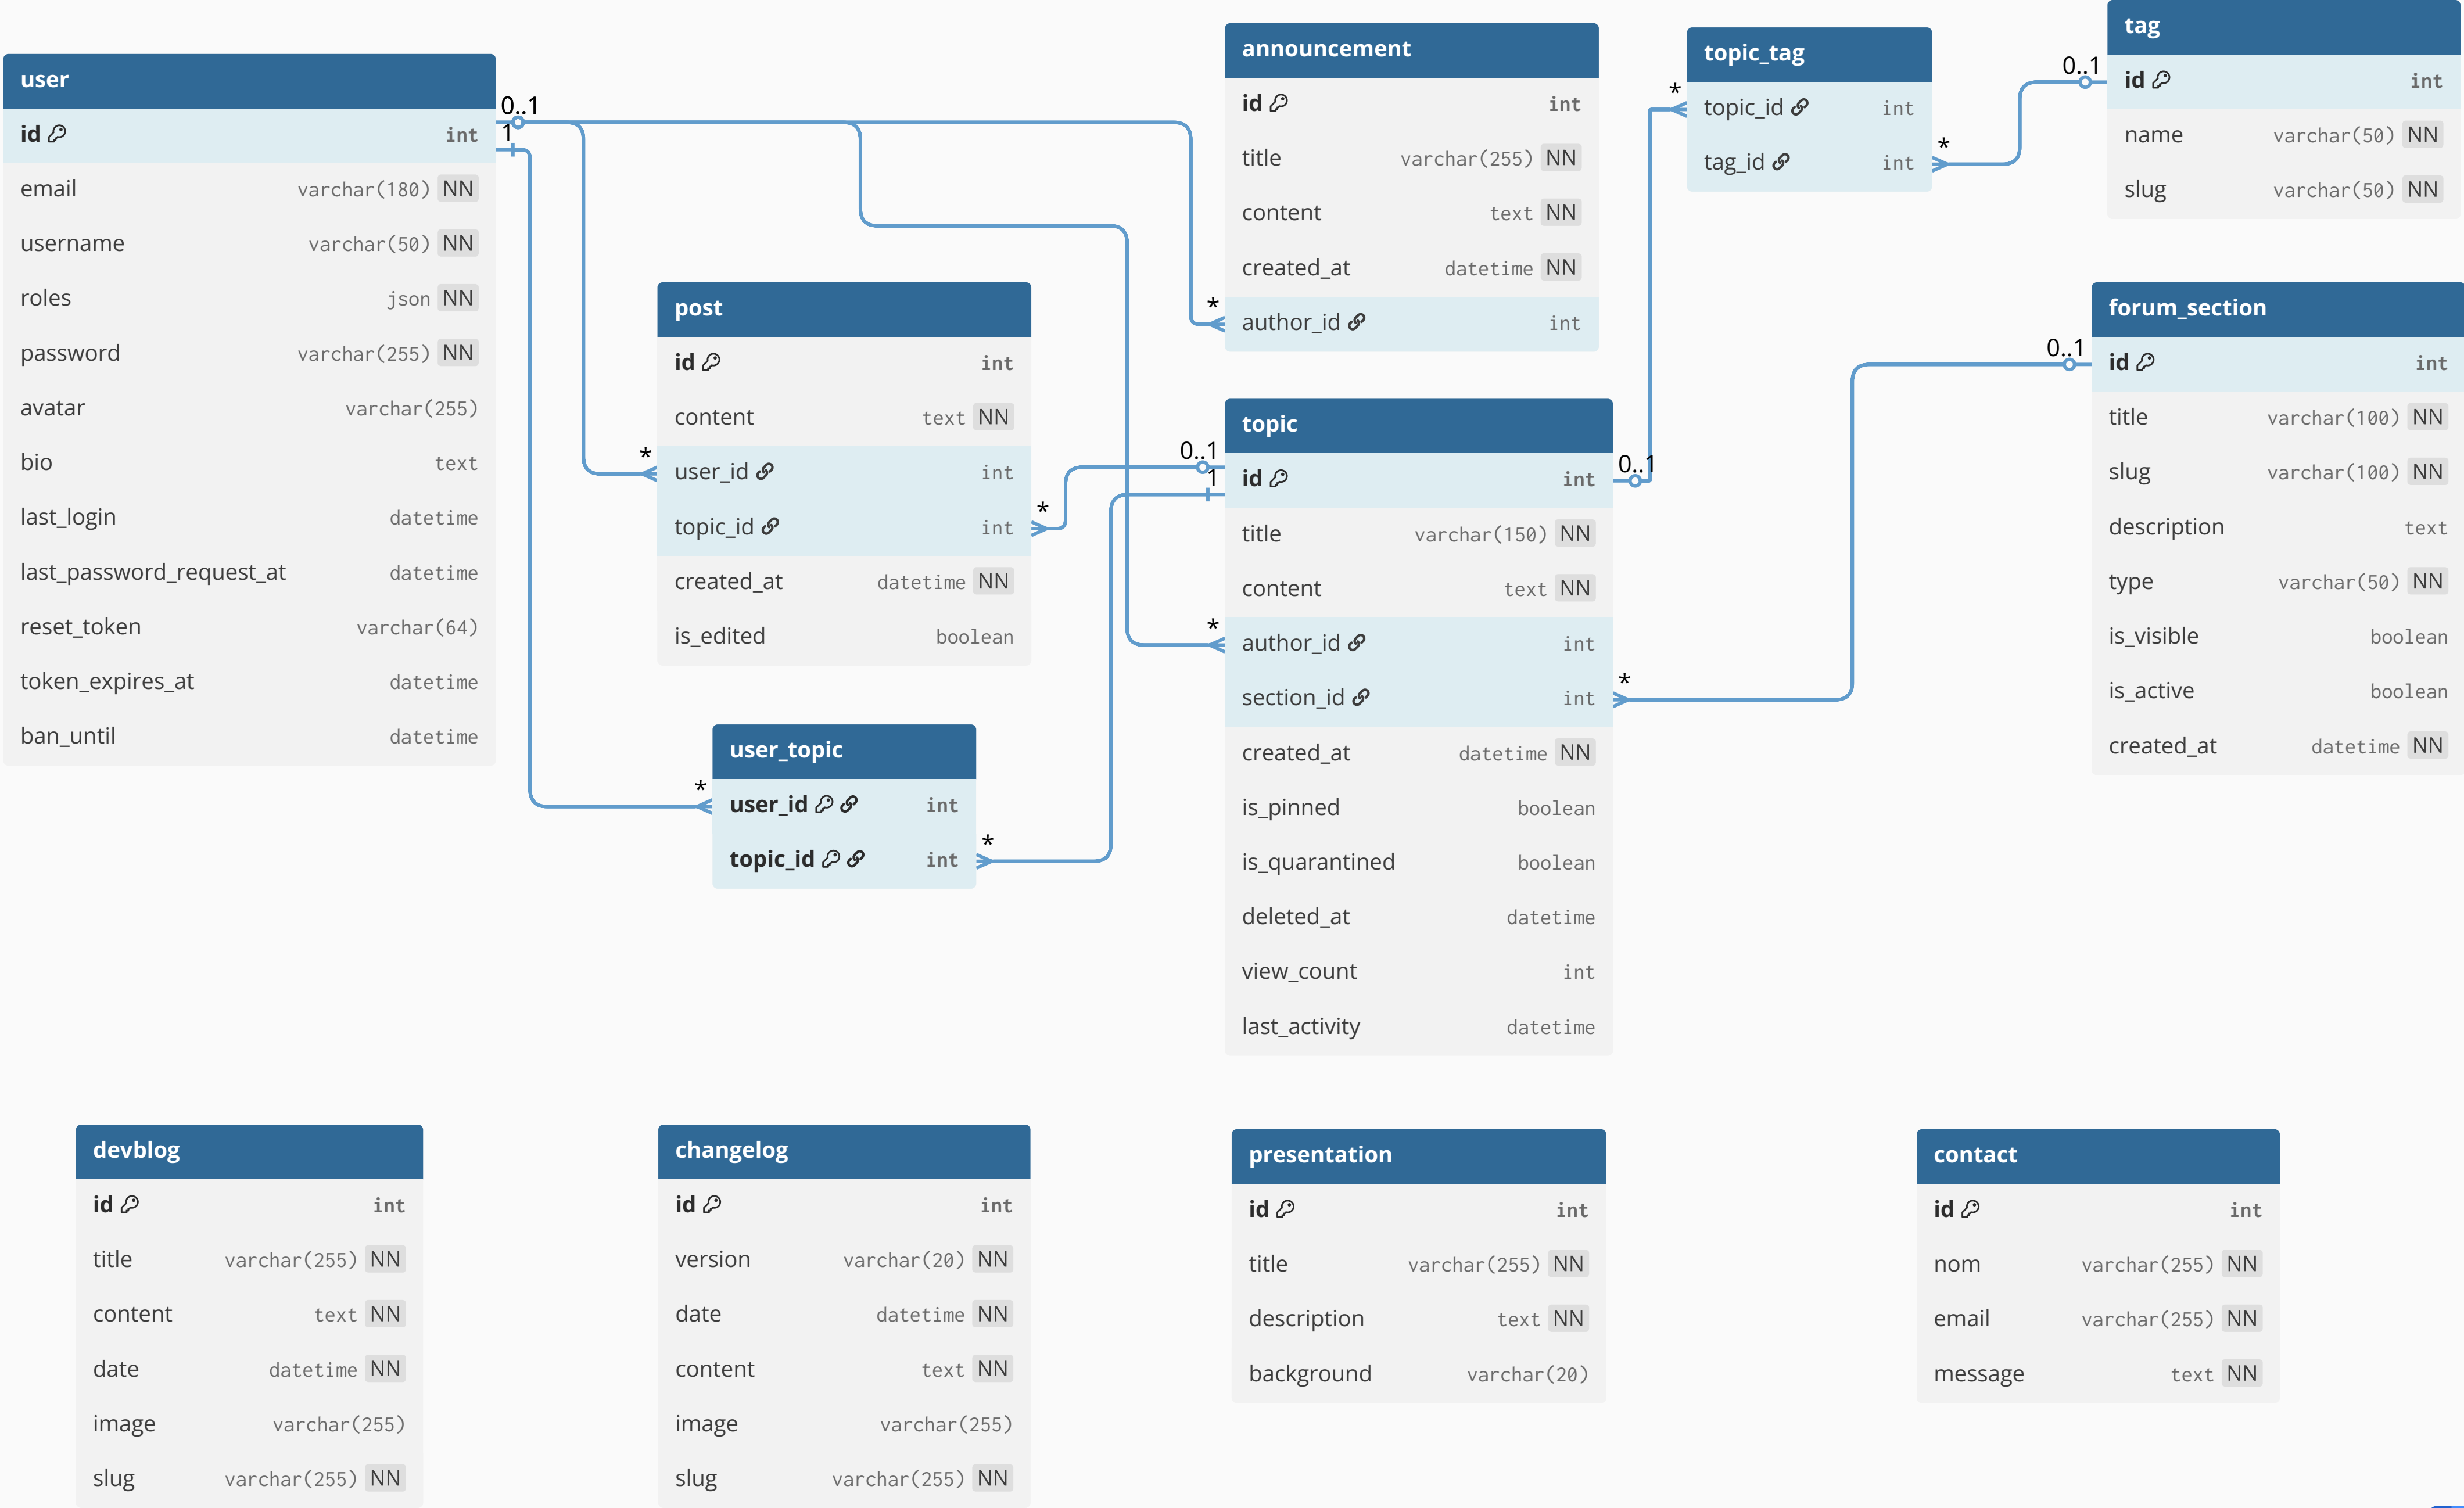 user
id int
email varchar(180) NN
username varchar(50) NN
roles json NN
password varchar(255) NN
avatar varchar(255)
bio text
last_login datetime
last_password_request_at datetime
reset_token varchar(64)
token_expires_at datetime
ban_until datetime
0..1
1
post
id int
content text NN
* user_id int
topic_id int *
created_at datetime NN
is_edited boolean
user_topic
* user_id int
topic_id int *
announcement
id int
title varchar(255) NN
content text NN
created_at datetime NN
* author_id int
topic
0..1
1
id int 0..1
title varchar(150) NN
content text NN
* author_id int
section_id int *
created_at datetime NN
is_pinned boolean
is_quarantined boolean
deleted_at datetime
view_count int
last_activity datetime
topic_tag
* topic_id int
tag_id int *
tag
0..1 id int
name varchar(50) NN
slug varchar(50) NN
forum_section
0..1 id int
title varchar(100) NN
slug varchar(100) NN
description text
type varchar(50) NN
is_visible boolean
is_active boolean
created_at datetime NN
devblog
id int
title varchar(255) NN
content text NN
date datetime NN
image varchar(255)
slug varchar(255) NN
changelog
id int
version varchar(20) NN
date datetime NN
content text NN
image varchar(255)
slug varchar(255) NN
presentation
id int
title varchar(255) NN
description text NN
background varchar(20)
contact
id int
nom varchar(255) NN
email varchar(255) NN
message text NN